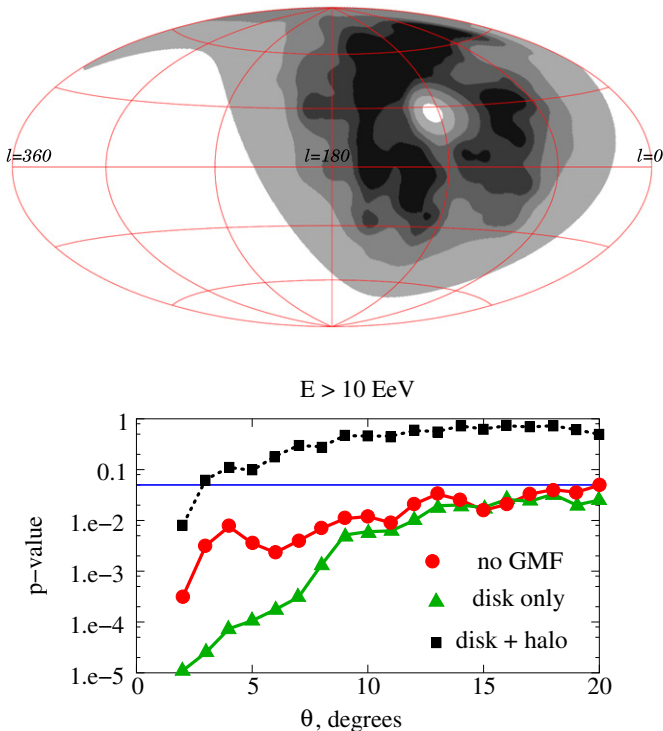 l=360 l=180 l=0
E > 10 EeV
1
0.1
1.e-2
1.e-3
1.e-4
1.e-5
p-value
no GMF
disk only
disk + halo
0 5 10 15 20
θ, degrees